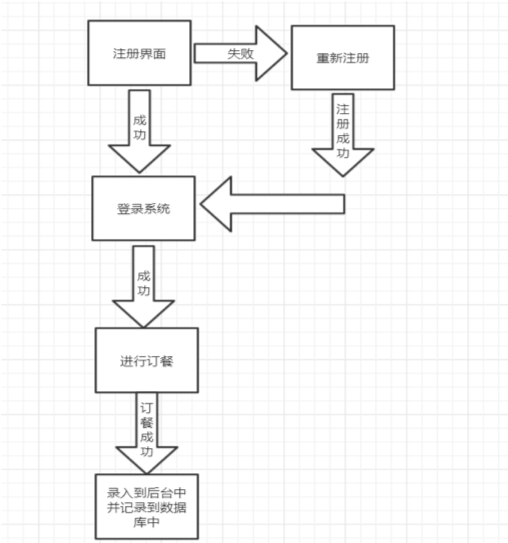 注册界面
失败
重新注册
成功
注册成功
登录系统
成功
进行订餐
订餐成功
录入到后台中
并记录到数据
库中